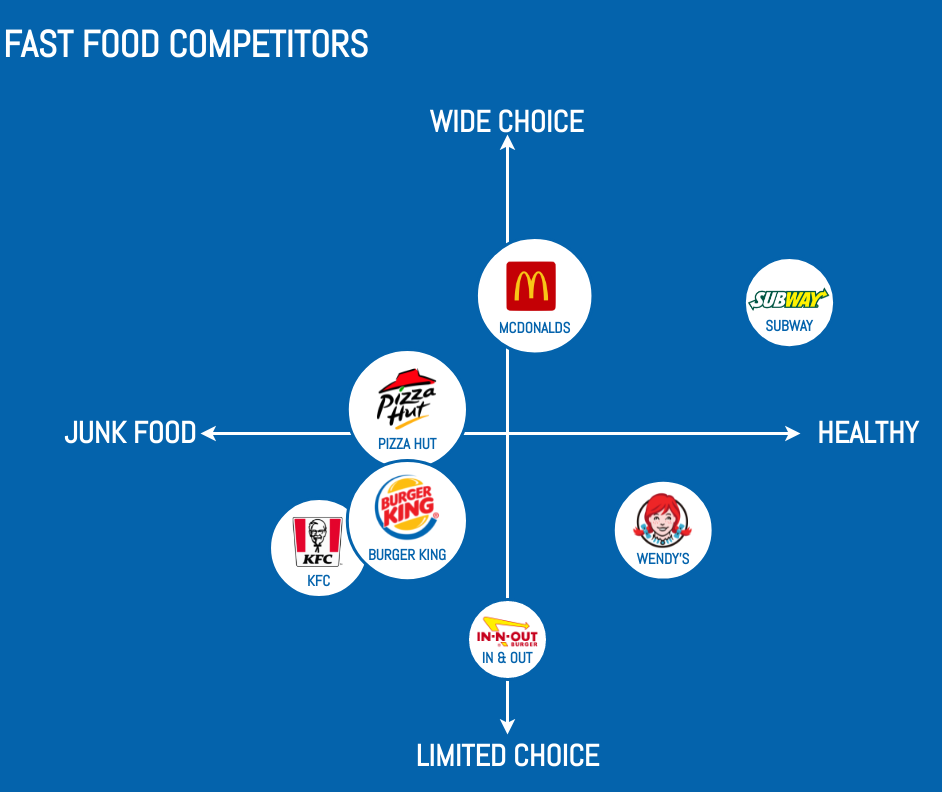 FAST FOOD COMPETITORS
WIDE CHOICE
MCDONALDS
SUBWAY
SUBWAY
Pizza
Hut
PIZZA HUT
JUNK FOOD
HEALTHY
BURGER
KING
BURGER KING
KFC
KFC
WENDY'S
IN-N-OUT
BURGER
IN & OUT
LIMITED CHOICE